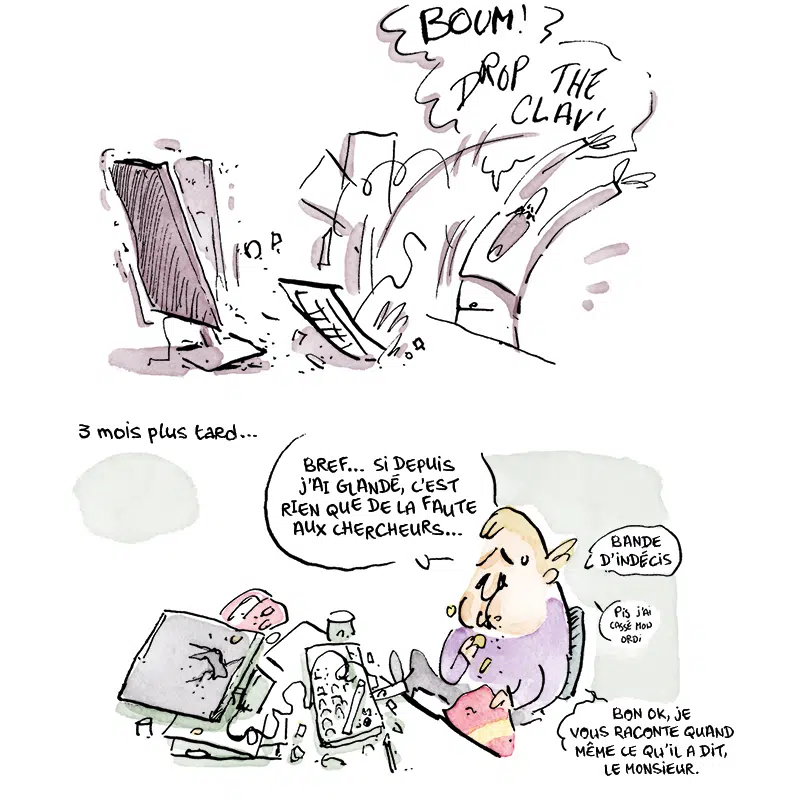 BOUM!
DROP THE
CLAV'
3 mois plus tard...
BREF... SI DEPUIS
J'AI GLANDÉ, C'EST
RIEN QUE DE LA FAUTE
AUX CHERCHEURS...
BANDE
D'INDÉCIS
Pis j'ai
cassé mon
ordi
BON OK, JE
VOUS RACONTE QUAND
MÊME CE QU'IL A DIT,
LE MONSIEUR.